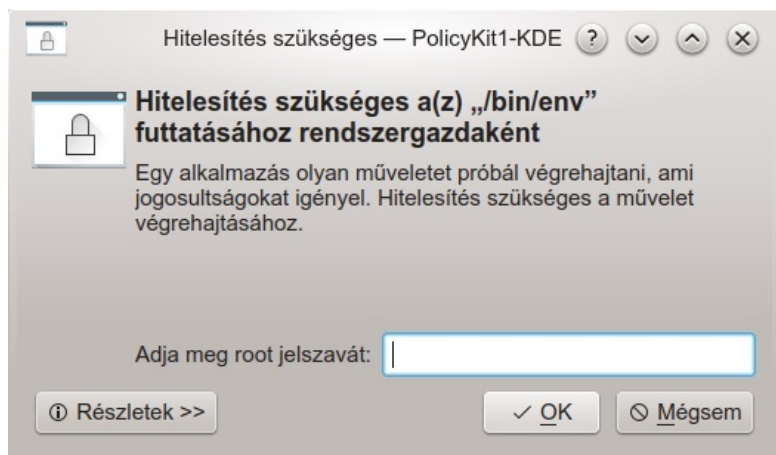 Hitelesítés szükséges — PolicyKit1-KDE
Hitelesítés szükséges a(z) „/bin/env”
futtatásához rendszergazdaként
Egy alkalmazás olyan műveletet próbál végrehajtani, ami
jogosultságokat igényel. Hitelesítés szükséges a művelet
végrehajtásához.
Adja meg root jelszavát:
Részletek >>
OK
Mégsem